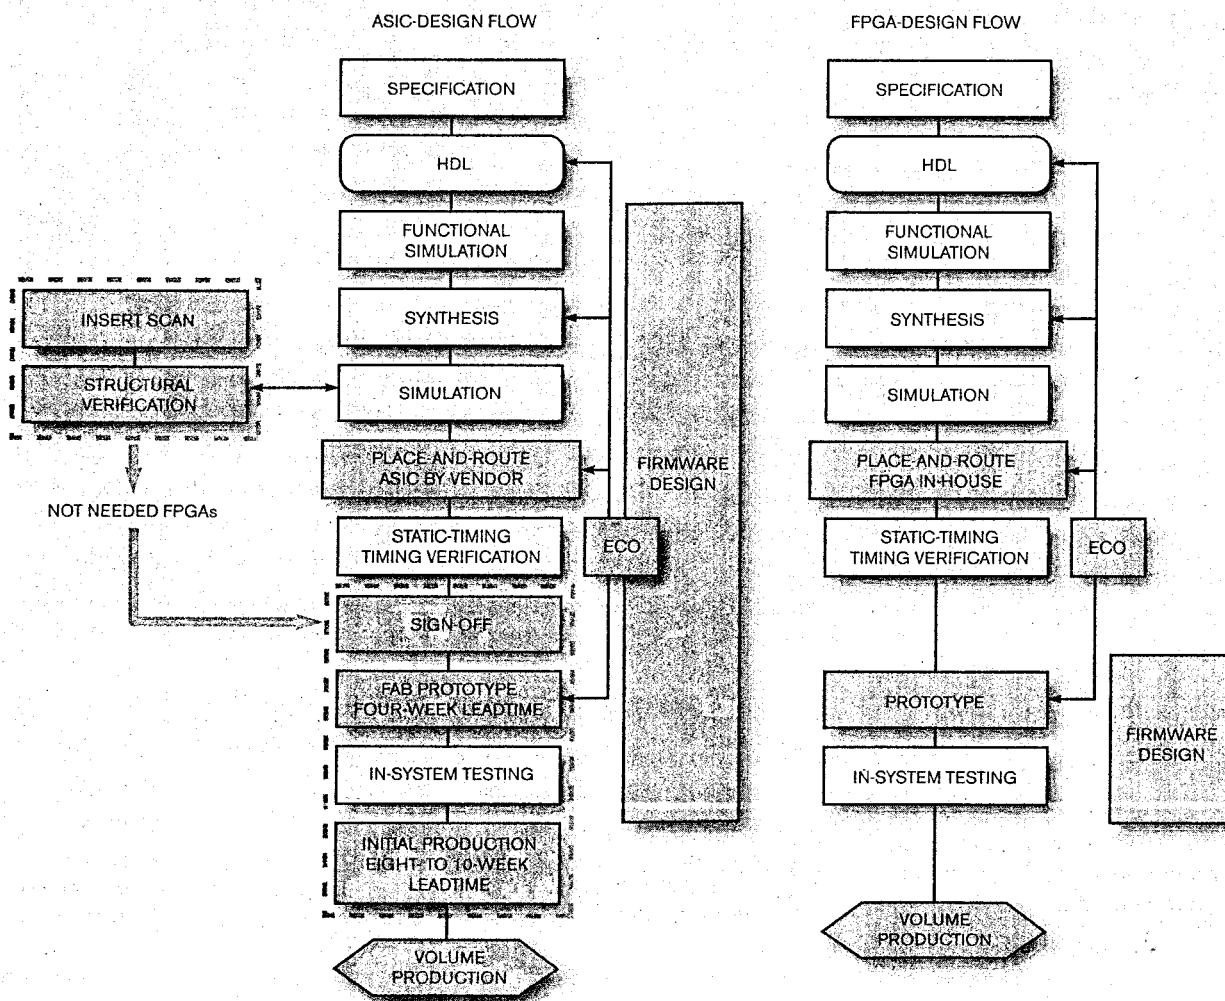 ASIC-DESIGN FLOW
SPECIFICATION
HDL
FUNCTIONAL
SIMULATION
SYNTHESIS
SIMULATION
PLACE-AND-ROUTE
ASIC BY VENDOR
STATIC-TIMING
TIMING VERIFICATION
SIGN-OFF
FAB PROTOTYPE
FOUR-WEEK LEADTIME
IN-SYSTEM TESTING
INITIAL PRODUCTION
EIGHT- TO 10-WEEK
LEADTIME
VOLUME
PRODUCTION
INSERT SCAN
STRUCTURAL
VERIFICATION
NOT NEEDED FPGAs
ECO
FIRMWARE
DESIGN
FPGA-DESIGN FLOW
SPECIFICATION
HDL
FUNCTIONAL
SIMULATION
SYNTHESIS
SIMULATION
PLACE-AND-ROUTE
FPGA IN-HOUSE
STATIC-TIMING
TIMING VERIFICATION
ECO
PROTOTYPE
IN-SYSTEM TESTING
FIRMWARE
DESIGN
VOLUME
PRODUCTION